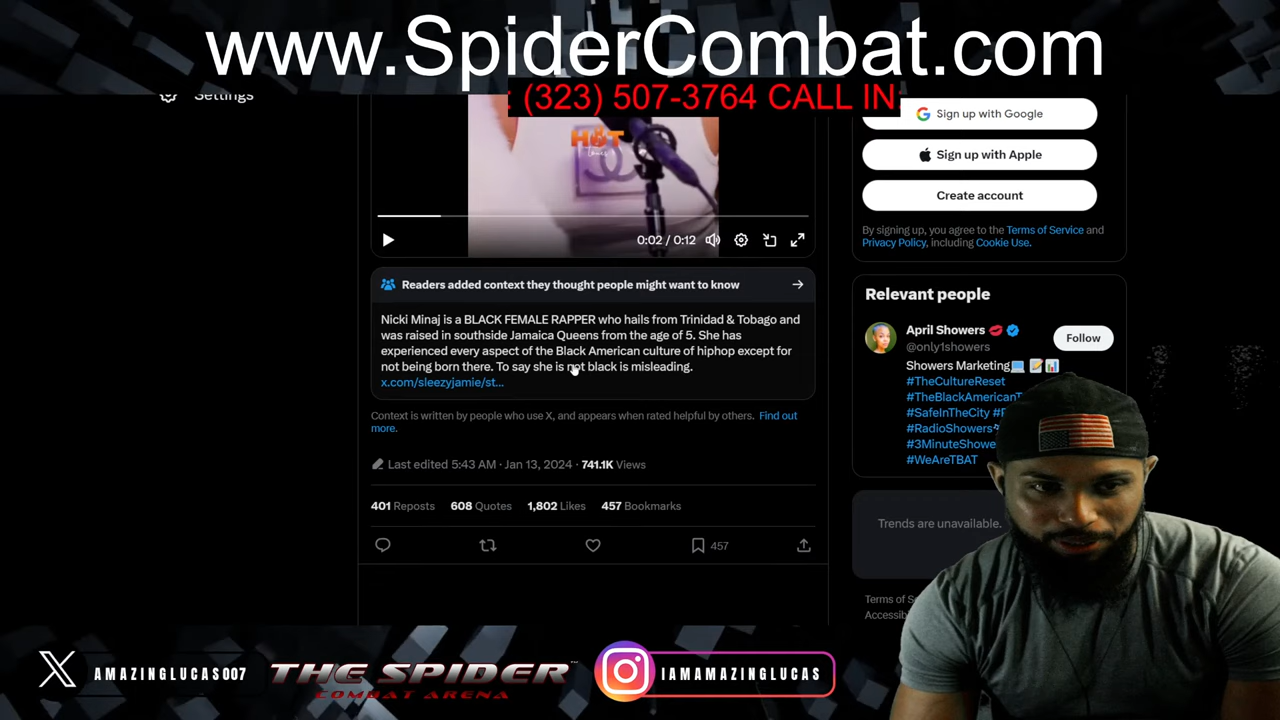 www.SpiderCombat.com
: (323) 507-3764 CALL IN:
Settings
HOT
0:02 / 0:12
Readers added context they thought people might want to know
Nicki Minaj is a BLACK FEMALE RAPPER who hails from Trinidad & Tobago and
was raised in southside Jamaica Queens from the age of 5. She has
experienced every aspect of the Black American culture of hiphop except for
not being born there. To say she is not black is misleading.
x.com/sleezyjamie/st...
Context is written by people who use X, and appears when rated helpful by others. Find out
more.
Last edited 5:43 AM · Jan 13, 2024 · 741.1K Views
401 Reposts 608 Quotes 1,802 Likes 457 Bookmarks
457
Sign up with Google
Sign up with Apple
Create account
By signing up, you agree to the Terms of Service and
Privacy Policy, including Cookie Use.
Relevant people
April Showers
@only1showers
Follow
Showers Marketing
#TheCultureReset
#TheBlackAmericanT
#SafeInTheCity
#RadioShowers
#3MinuteShowe
#WeAreTBAT
Trends are unavailable.
Terms of S
Accessib
AMAZINGLUCAS007
THE SPIDER
COMBAT ARENA
IAMAMAZINGLUCAS